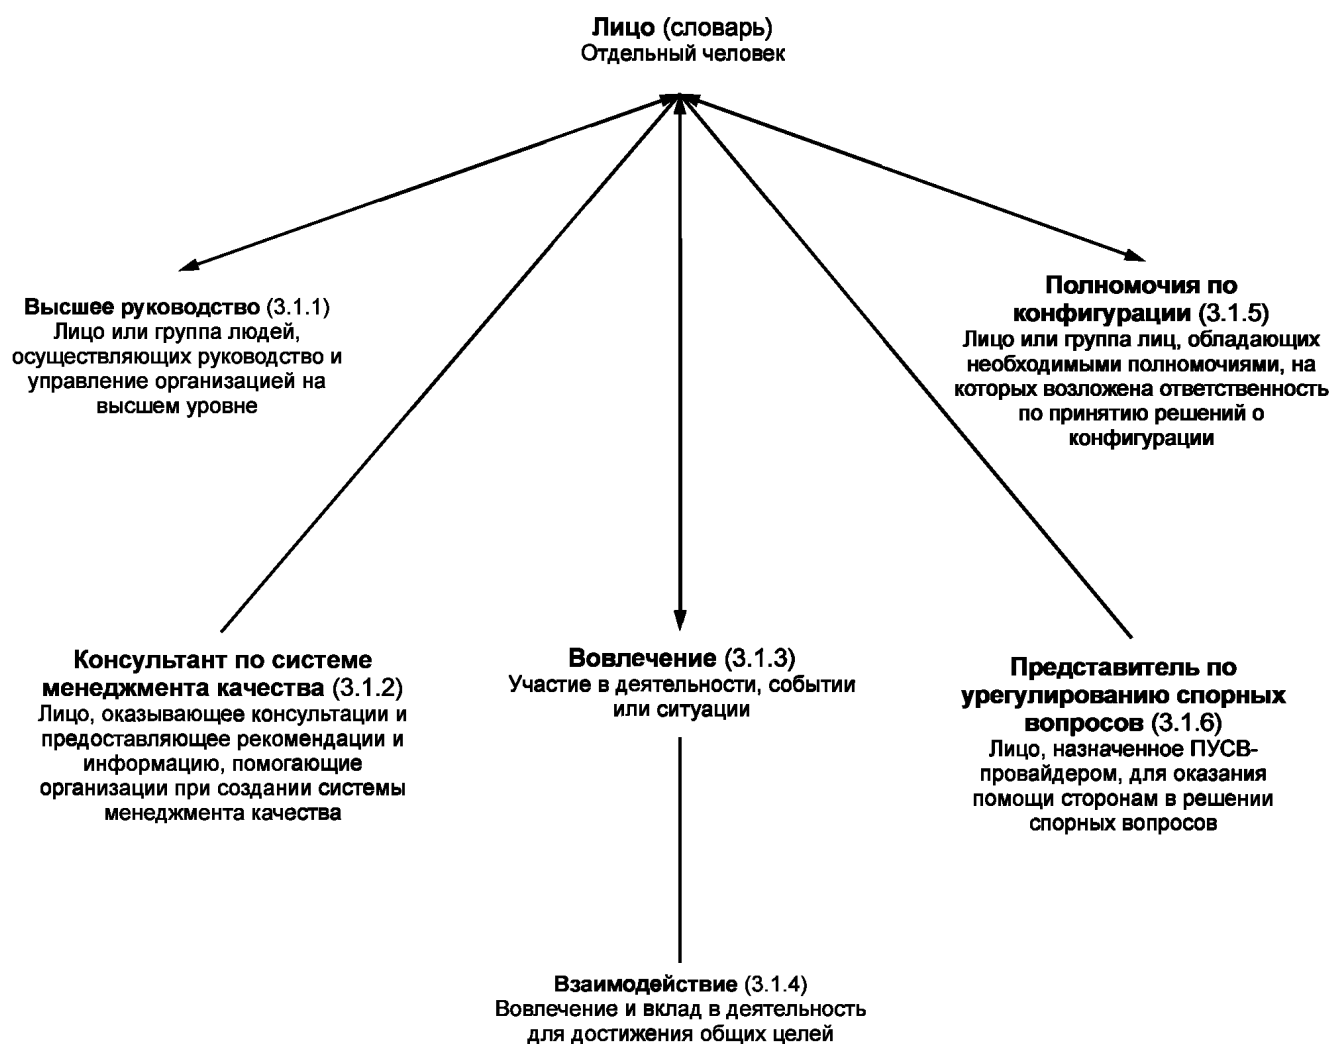 Лицо (словарь)
Отдельный человек
Высшее руководство (3.1.1)
Лицо или группа людей,
осуществляющих руководство и
управление организацией на
высшем уровне
Полномочия по
конфигурации (3.1.5)
Лицо или группа лиц, обладающих
необходимыми полномочиями, на
которых возложена ответственность
по принятию решений о
конфигурации
Консультант по системе
менеджмента качества (3.1.2)
Лицо, оказывающее консультации и
предоставляющее рекомендации и
информацию, помогающие
организации при создании системы
менеджмента качества
Вовлечение (3.1.3)
Участие в деятельности, событии
или ситуации
Представитель по
урегулированию спорных
вопросов (3.1.6)
Лицо, назначенное ПУСВ-
провайдером, для оказания
помощи сторонам в решении
спорных вопросов
Взаимодействие (3.1.4)
Вовлечение и вклад в деятельность
для достижения общих целей